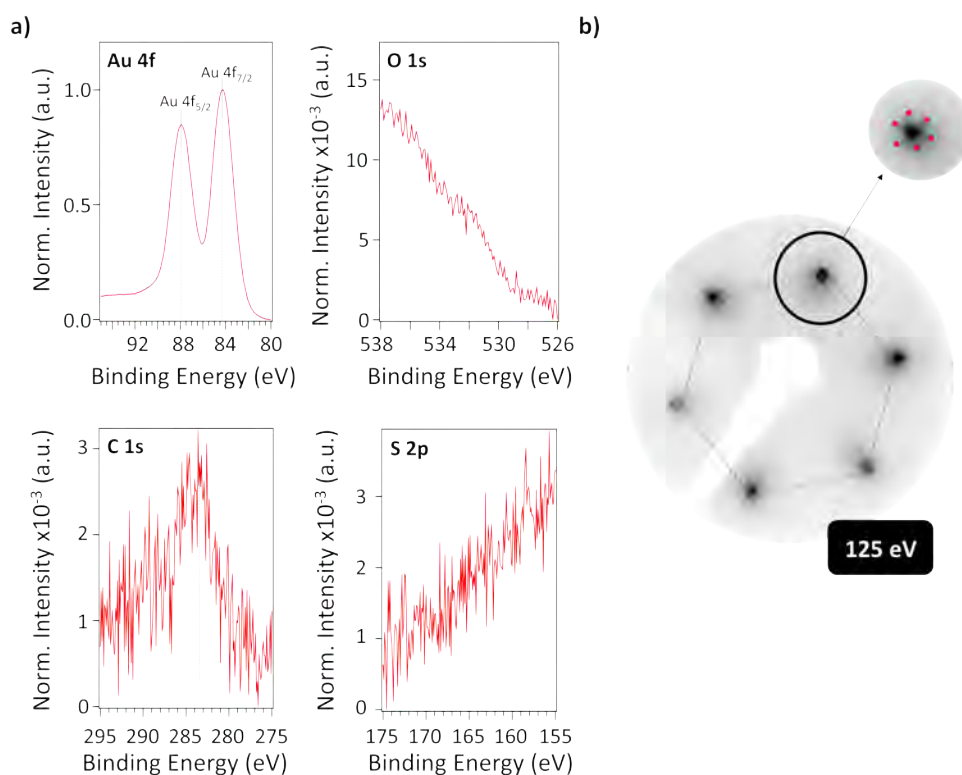 a)
b)
Au 4f
Au 4f7/2
Au 4f5/2
Norm. Intensity (a.u.)
1.0
0.5
0.0
92 88 84 80
Binding Energy (eV)
O 1s
Norm. Intensity x10-3 (a.u.)
15
10
5
0
538 534 530 526
Binding Energy (eV)
C 1s
Norm. Intensity x10-3 (a.u.)
3
2
1
0
295 290 285 280 275
Binding Energy (eV)
S 2p
Norm. Intensity x10-3 (a.u.)
3
2
1
0
175 170 165 160 155
Binding Energy (eV)
125 eV